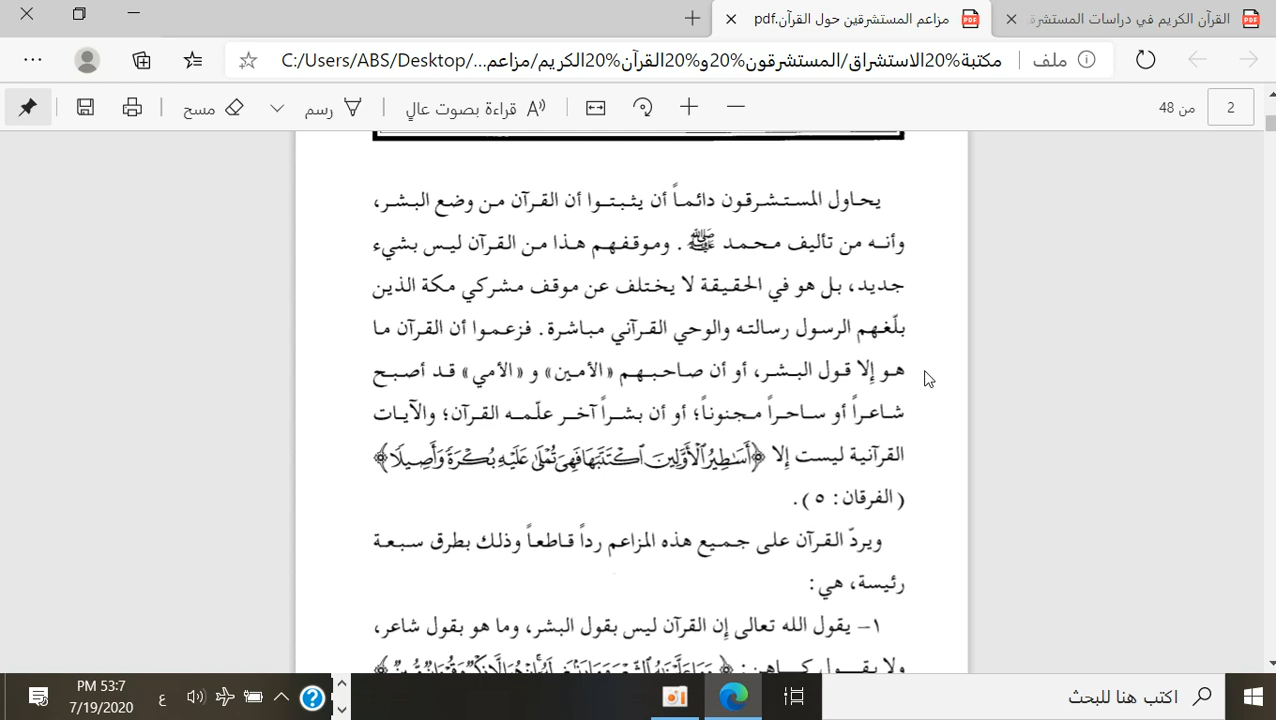 القرآن الكريم في دراسات المستشرق
مزاعم المستشرقين حول القرآن.pdf
ملف
C:/Users/ABS/Desktop/مكتبة%20الاستشراق/المستشرقون%20و%20القرآن%20الكريم/مزاعم...
2
من 48
قراءة بصوت عالٍ
رسم
مسح
يحاول المستشرقون دائماً أن يثبتوا أن القرآن من وضع البشر،
وأنه من تأليف محمد ﷺ . وموقفهم هذا من القرآن ليس بشيء
جديد، بل هو في الحقيقة لا يختلف عن موقف مشركي مكة الذين
بلّغهم الرسول رسالته والوحي القرآني مباشرة. فزعموا أن القرآن ما
هو إلا قول البشر، أو أن صاحبهم «الأمين» و «الأمي» قد أصبح
شاعراً أو ساحراً مجنوناً؛ أو أن بشراً آخر علّمه القرآن؛ والآيات
القرآنية ليست إلا ﴿أَسَٰطِيرُ ٱلْأَوَّلِينَ ٱكْتَتَبَهَا فَهِىَ تُمْلَىٰ عَلَيْهِ بُكْرَةً وَأَصِيلًا﴾
(الفرقان: ٥).
ويردّ القرآن على جميع هذه المزاعم رداً قاطعاً وذلك بطرق سبعة
رئيسة، هي:
١- يقول الله تعالى إن القرآن ليس بقول البشر، وما هو بقول شاعر،
ولا بقول كاهن:
اكتب هنا للبحث
ع
PM 53:7
7/19/2020